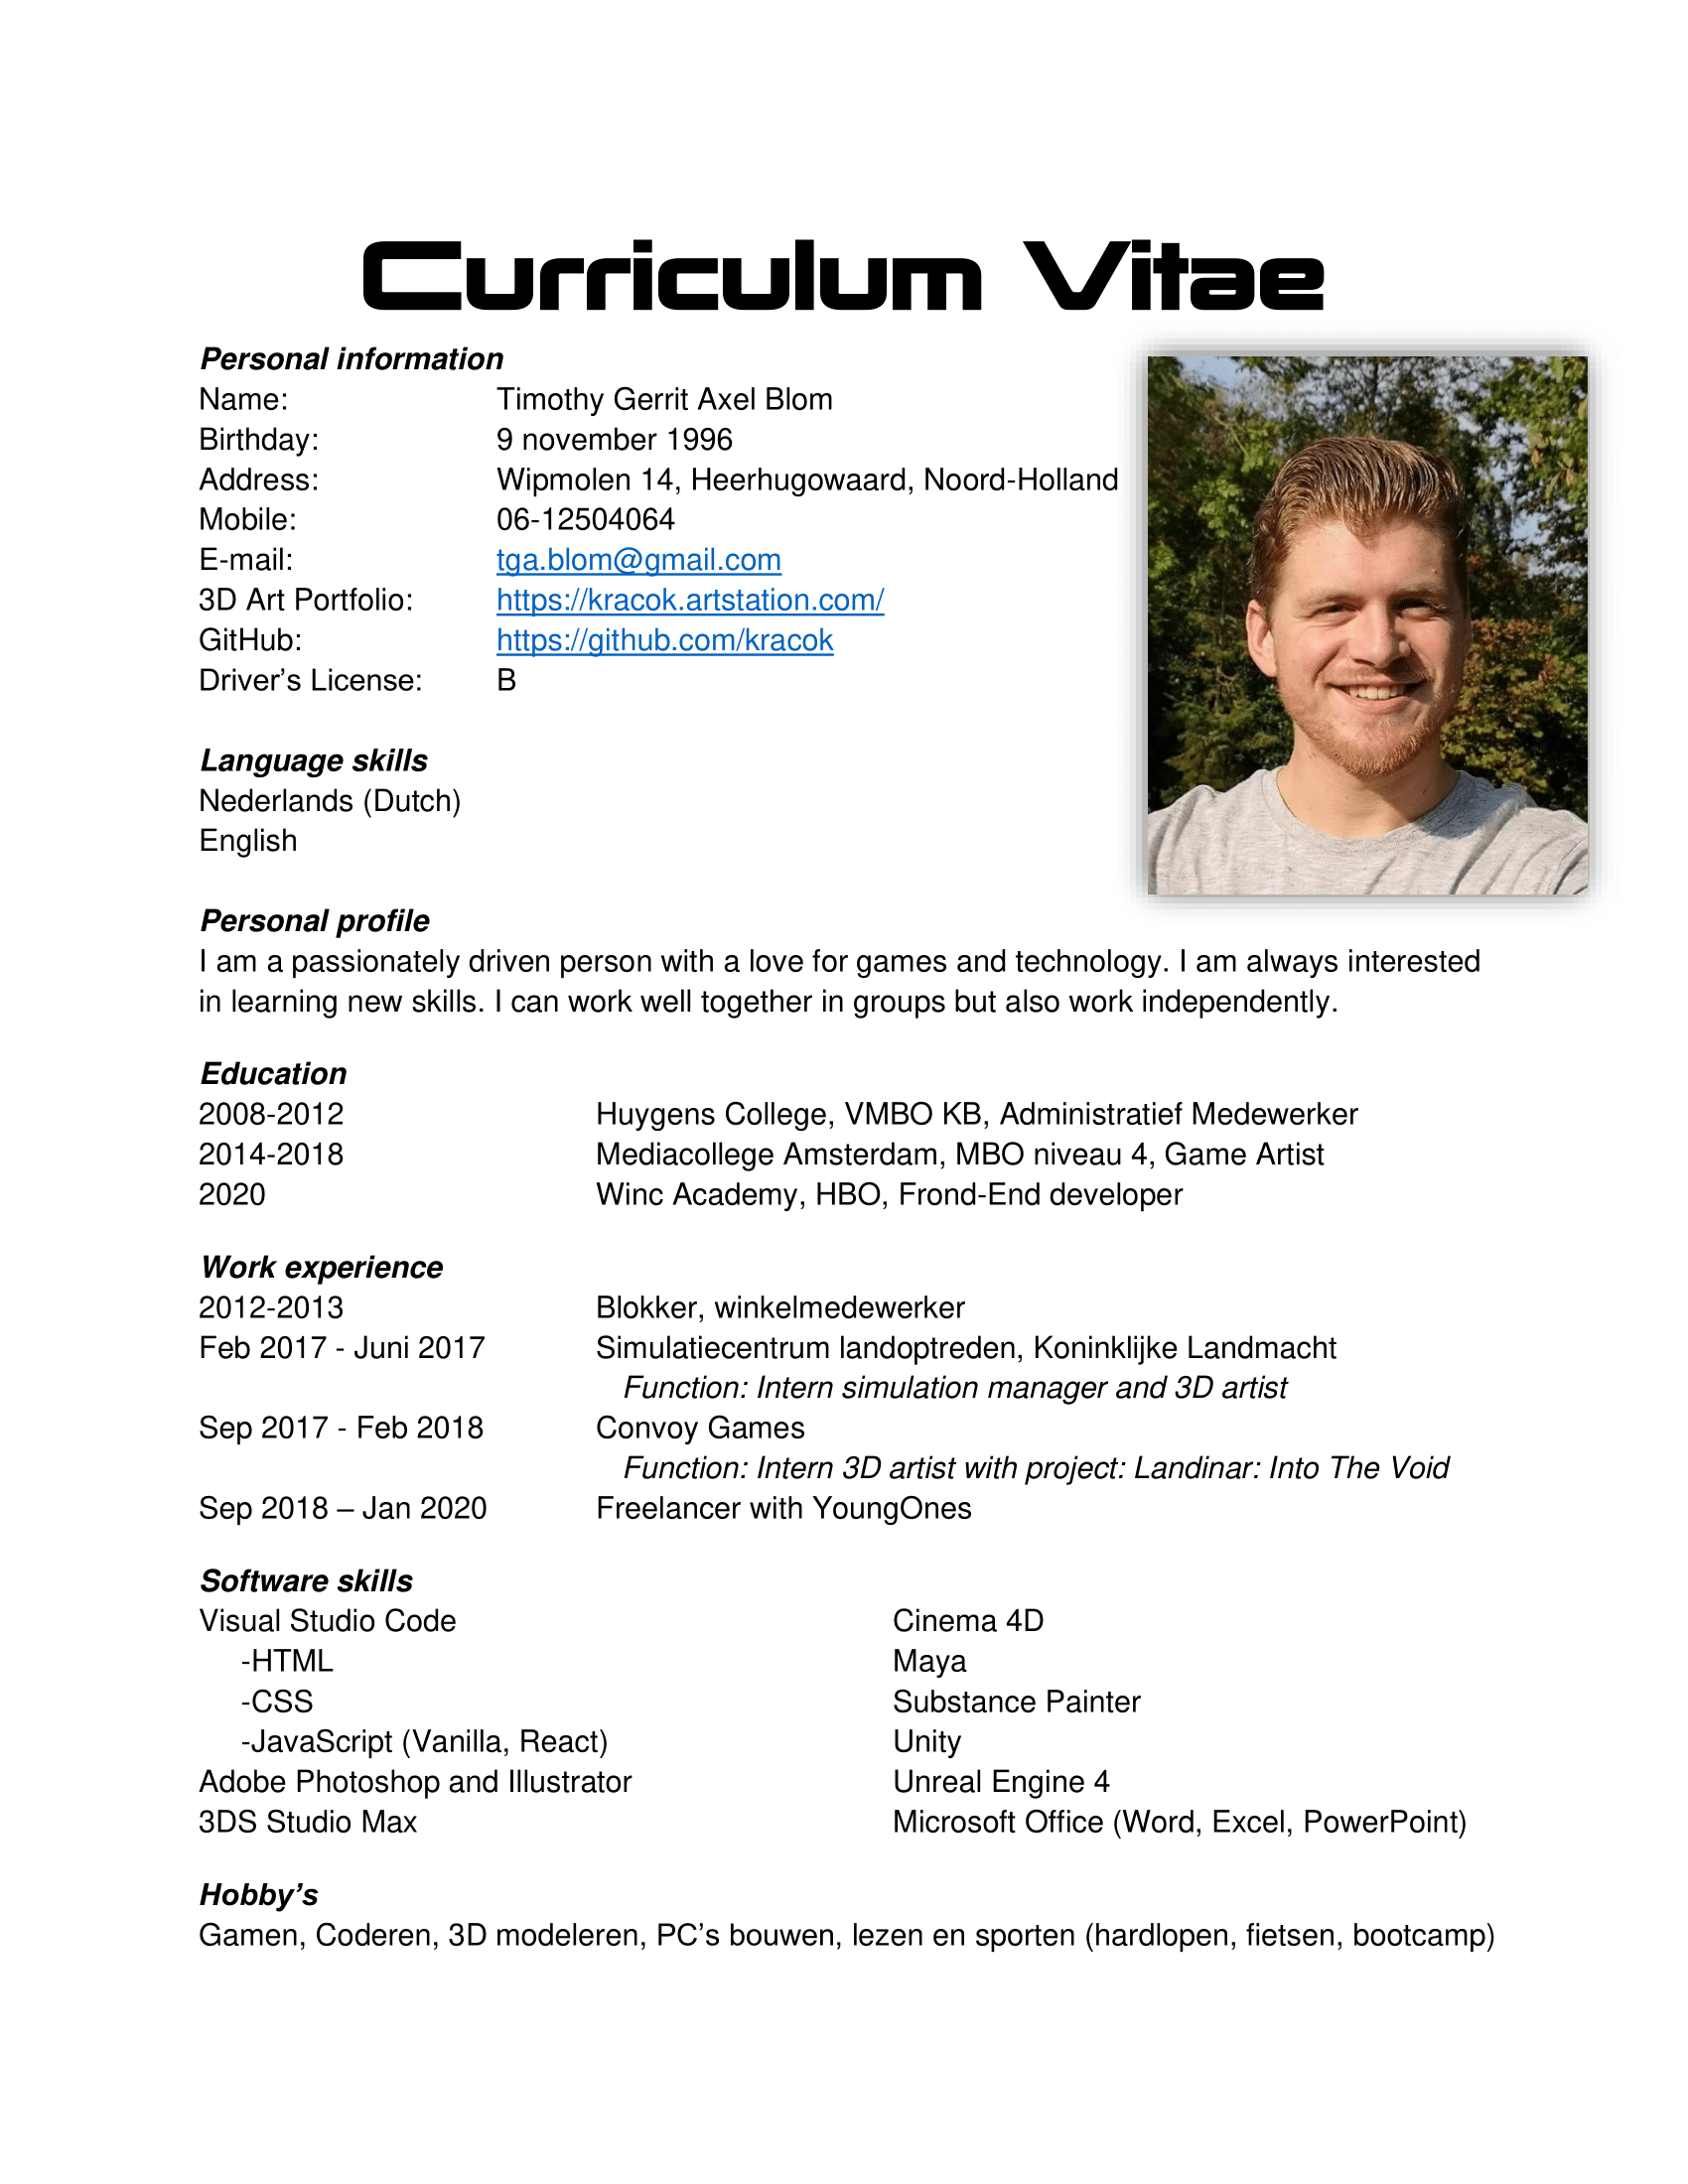 Curriculum Vitae
Personal information
Name: Timothy Gerrit Axel Blom
Birthday: 9 november 1996
Address: Wipmolen 14, Heerhugowaard, Noord-Holland
Mobile: 06-12504064
E-mail: tga.blom@gmail.com
3D Art Portfolio: https://kracok.artstation.com/
GitHub: https://github.com/kracok
Driver’s License: B
Language skills
Nederlands (Dutch)
English
Personal profile
I am a passionately driven person with a love for games and technology. I am always interested
in learning new skills. I can work well together in groups but also work independently.
Education
2008-2012 Huygens College, VMBO KB, Administratief Medewerker
2014-2018 Mediacollege Amsterdam, MBO niveau 4, Game Artist
2020 Winc Academy, HBO, Frond-End developer
Work experience
2012-2013 Blokker, winkelmedewerker
Feb 2017 - Juni 2017 Simulatiecentrum landoptreden, Koninklijke Landmacht
Function: Intern simulation manager and 3D artist
Sep 2017 - Feb 2018 Convoy Games
Function: Intern 3D artist with project: Landinar: Into The Void
Sep 2018 – Jan 2020 Freelancer with YoungOnes
Software skills
Visual Studio Code Cinema 4D
-HTML Maya
-CSS Substance Painter
-JavaScript (Vanilla, React) Unity
Adobe Photoshop and Illustrator Unreal Engine 4
3DS Studio Max Microsoft Office (Word, Excel, PowerPoint)
Hobby’s
Gamen, Coderen, 3D modeleren, PC’s bouwen, lezen en sporten (hardlopen, fietsen, bootcamp)